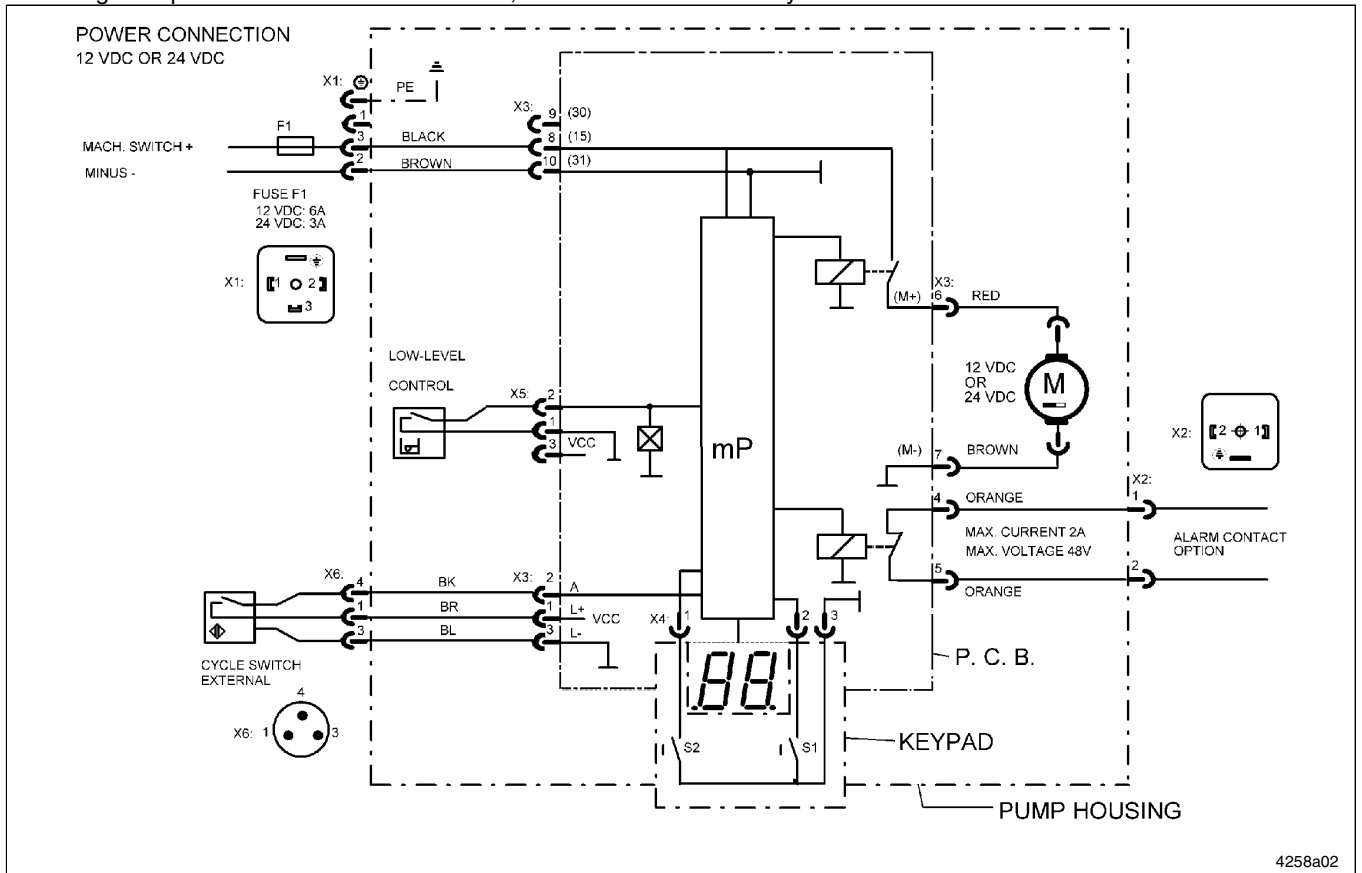 POWER CONNECTION
12 VDC OR 24 VDC
X1:
PE
1
F1
3
BLACK
X3:
9
(30)
MACH. SWITCH +
8
(15)
MINUS -
2
BROWN
10
(31)
FUSE F1
12 VDC: 6A
24 VDC: 3A
X1:
1
2
3
(M+)
X3:
6
RED
LOW-LEVEL
CONTROL
X5:
2
1
3
VCC
mP
12 VDC
OR
24 VDC
M
X2:
2
1
(M-)
7
BROWN
4
ORANGE
X2:
1
MAX. CURRENT 2A
MAX. VOLTAGE 48V
ALARM CONTACT
OPTION
5
ORANGE
2
X6:
4
BK
X3:
2
A
1
BR
1
L+
VCC
3
BL
3
L-
X4:
1
2
3
CYCLE SWITCH
EXTERNAL
4
X6:
1
3
.8.8.
S2
S1
P. C. B.
KEYPAD
PUMP HOUSING
4258a02